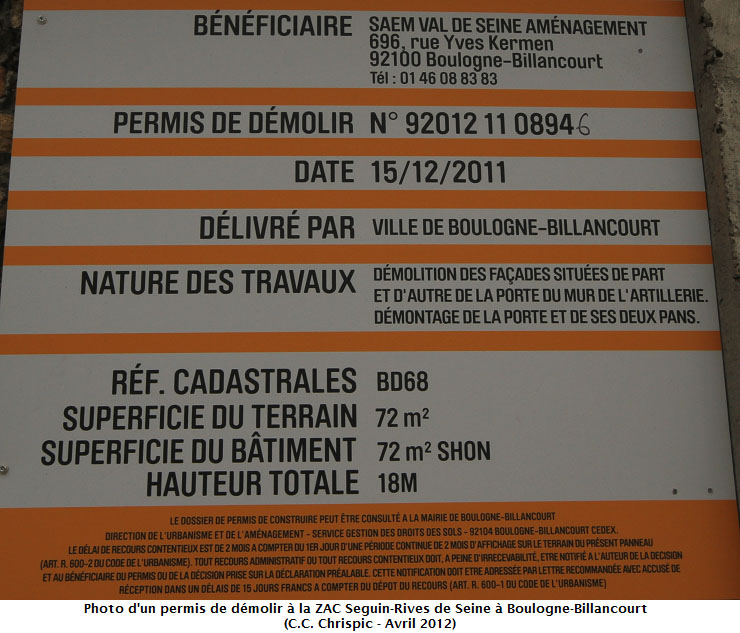 BÉNÉFICIAIRE SAEM VAL DE SEINE AMÉNAGEMENT
696, rue Yves Kermen
92100 Boulogne-Billancourt
Tél : 01 46 08 83 83
PERMIS DE DÉMOLIR N° 92012 11 08946
DATE 15/12/2011
DÉLIVRÉ PAR VILLE DE BOULOGNE-BILLANCOURT
NATURE DES TRAVAUX DÉMOLITION DES FAÇADES SITUÉES DE PART
ET D'AUTRE DE LA PORTE DU MUR DE L'ARTILLERIE.
DÉMONTAGE DE LA PORTE ET DE SES DEUX PANS.
RÉF. CADASTRALES BD68
SUPERFICIE DU TERRAIN 72 m²
SUPERFICIE DU BÂTIMENT 72 m² SHON
HAUTEUR TOTALE 18M
LE DOSSIER DE PERMIS DE CONSTRUIRE PEUT ÊTRE CONSULTÉ A LA MAIRIE DE BOULOGNE-BILLANCOURT
DIRECTION DE L'URBANISME ET DE L'AMÉNAGEMENT - SERVICE GESTION DES DROITS DES SOLS - 92104 BOULOGNE-BILLANCOURT CEDEX.
LE DÉLAI DE RECOURS CONTENTIEUX EST DE 2 MOIS A COMPTER DU 1ER JOUR D'UNE PÉRIODE CONTINUE DE 2 MOIS D'AFFICHAGE SUR LE TERRAIN DU PRÉSENT PANNEAU
(ART. R. 600-2 DU CODE DE L'URBANISME). TOUT RECOURS ADMINISTRATIF OU TOUT RECOURS CONTENTIEUX DOIT, A PEINE D'IRRECEVABILITÉ, ETRE NOTIFIÉ A L'AUTEUR DE LA DÉCISION
ET AU BÉNÉFICIAIRE DU PERMIS OU DE LA DÉCISION PRISE SUR LA DÉCLARATION PRÉALABLE. CETTE NOTIFICATION DOIT ETRE ADRESSÉE PAR LETTRE RECOMMANDÉE AVEC ACCUSÉ DE
RÉCEPTION DANS UN DÉLAI DE 15 JOURS FRANCS A COMPTER DU DÉPOT DU RECOURS (ART. R. 600-1 DU CODE DE L'URBANISME)
Photo d'un permis de démolir à la ZAC Seguin-Rives de Seine à Boulogne-Billancourt
(C.C. Chrispic - Avril 2012)